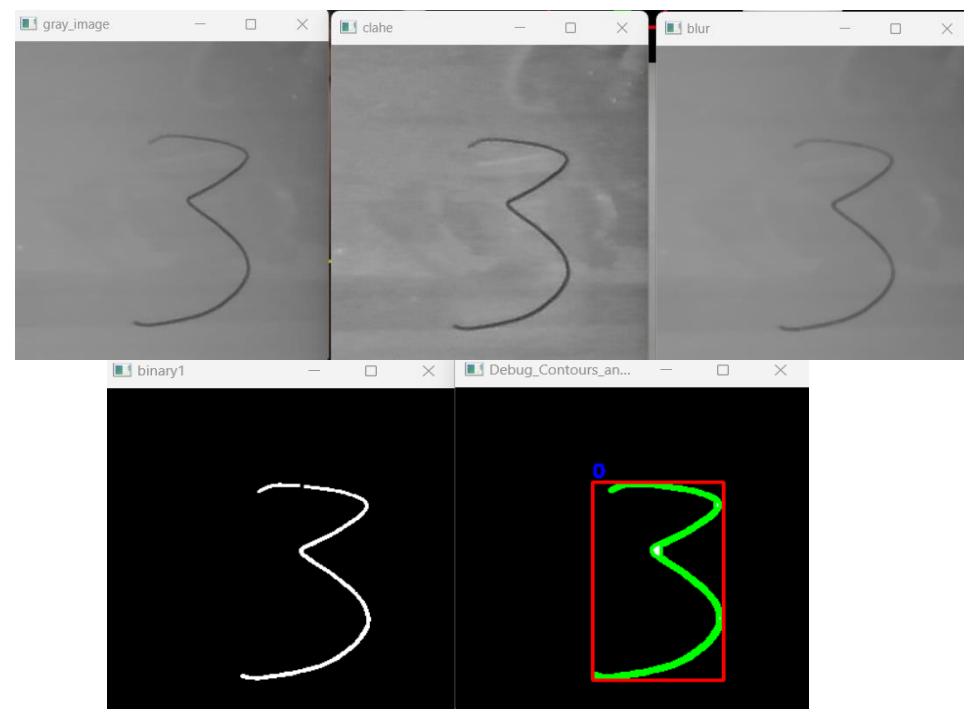 gray_image
clahe
blur
3
3
3
binary1
Debug_Contours_an...
3
0
3